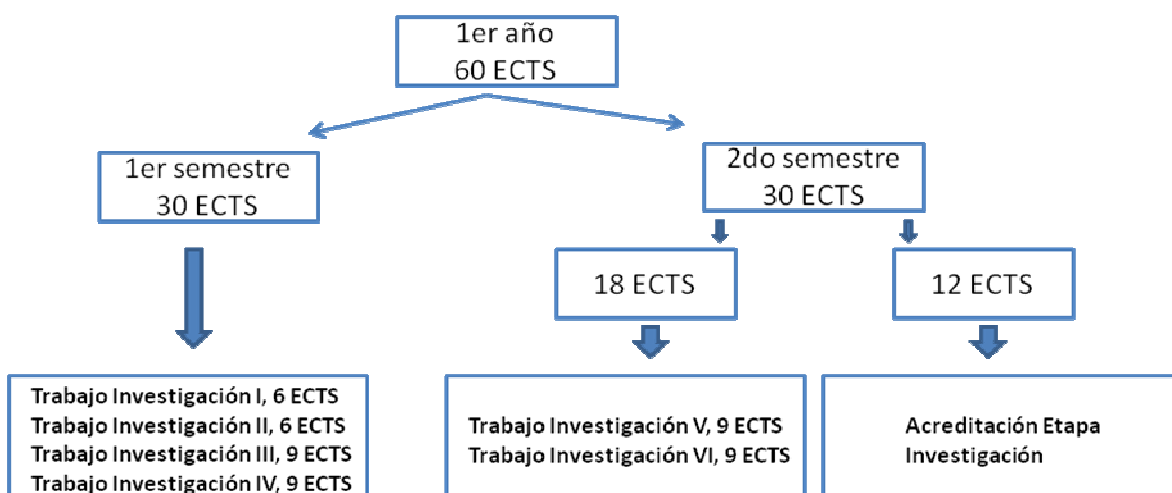 1er año
60 ECTS
1er semestre
30 ECTS
2do semestre
30 ECTS
18 ECTS
12 ECTS
Trabajo Investigación I, 6 ECTS
Trabajo Investigación II, 6 ECTS
Trabajo Investigación III, 9 ECTS
Trabajo Investigación IV, 9 ECTS
Trabajo Investigación V, 9 ECTS
Trabajo Investigación VI, 9 ECTS
Acreditación Etapa
Investigación